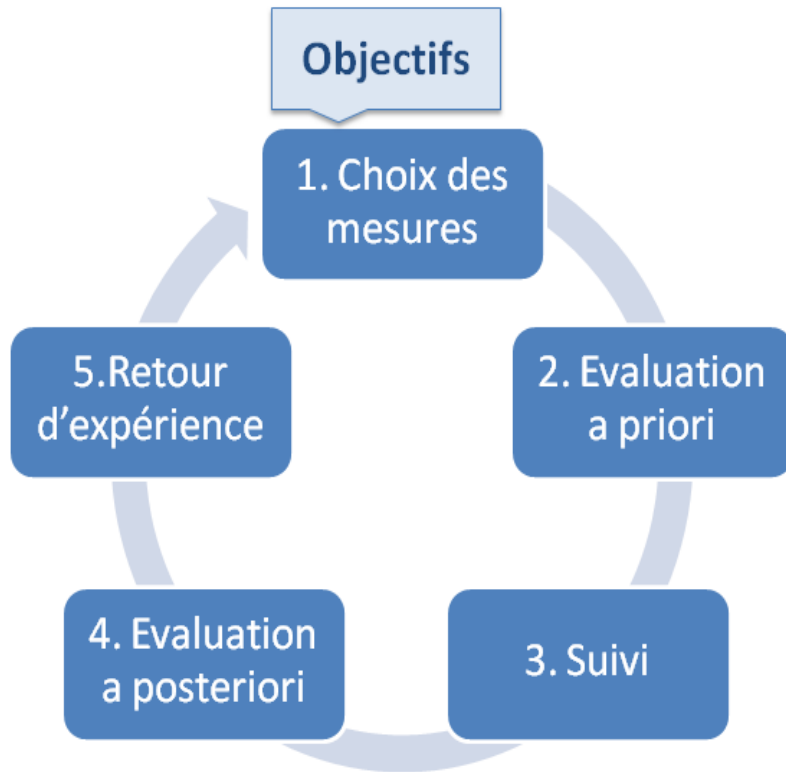 Objectifs
1. Choix des
mesures
2. Evaluation
a priori
3. Suivi
4. Evaluation
a posteriori
5.Retour
d'expérience